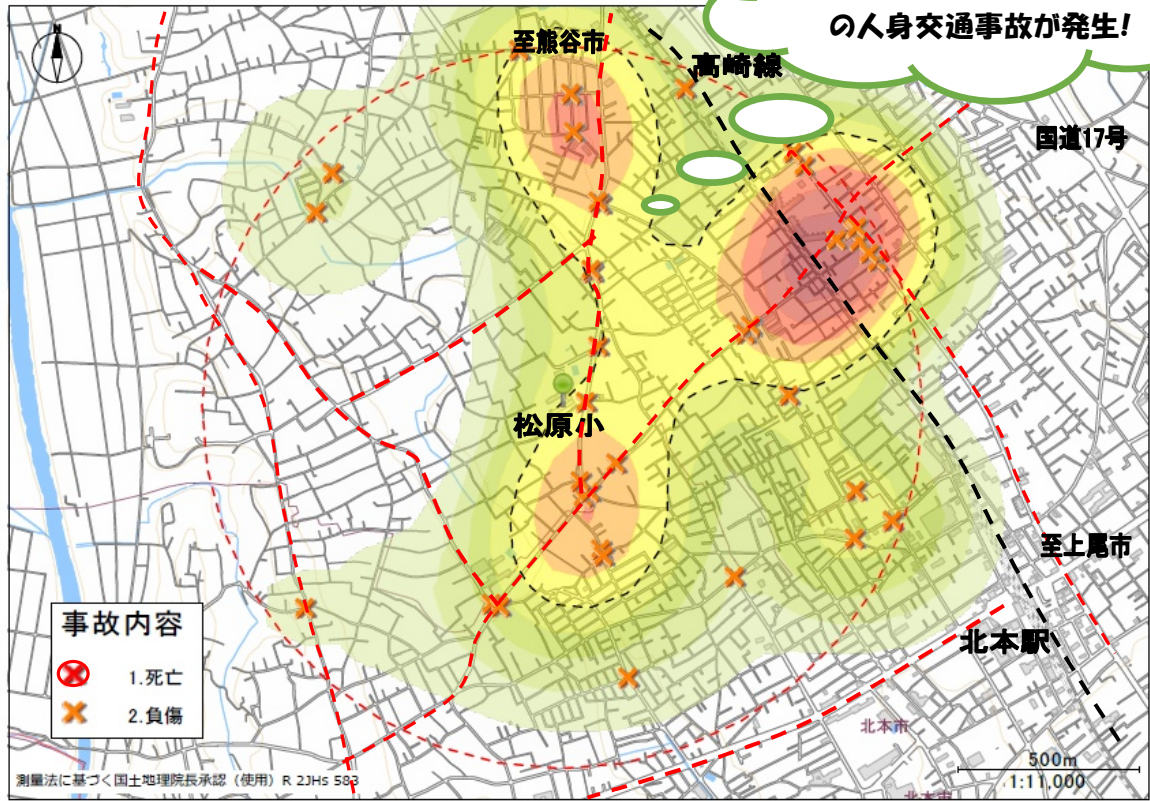 の人身交通事故が発生!
N
至熊谷市
高崎線
国道17号
松原小
至上尾市
北本駅
事故内容
1.死亡
2.負傷
北本市
500m
1:11,000
測量法に基づく国土地理院長承認(使用)R 2JHs 583
北本市